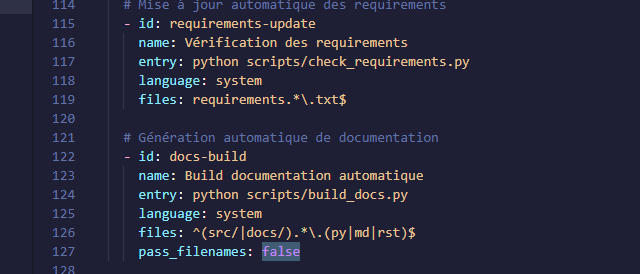 114 # Mise à jour automatique des requirements
115 - id: requirements-update
116 name: Vérification des requirements
117 entry: python scripts/check_requirements.py
118 language: system
119 files: requirements.*\.txt$
120
121 # Génération automatique de documentation
122 - id: docs-build
123 name: Build documentation automatique
124 entry: python scripts/build_docs.py
125 language: system
126 files: ^(src/|docs/).*\.(py|md|rst)$
127 pass_filenames: false
128